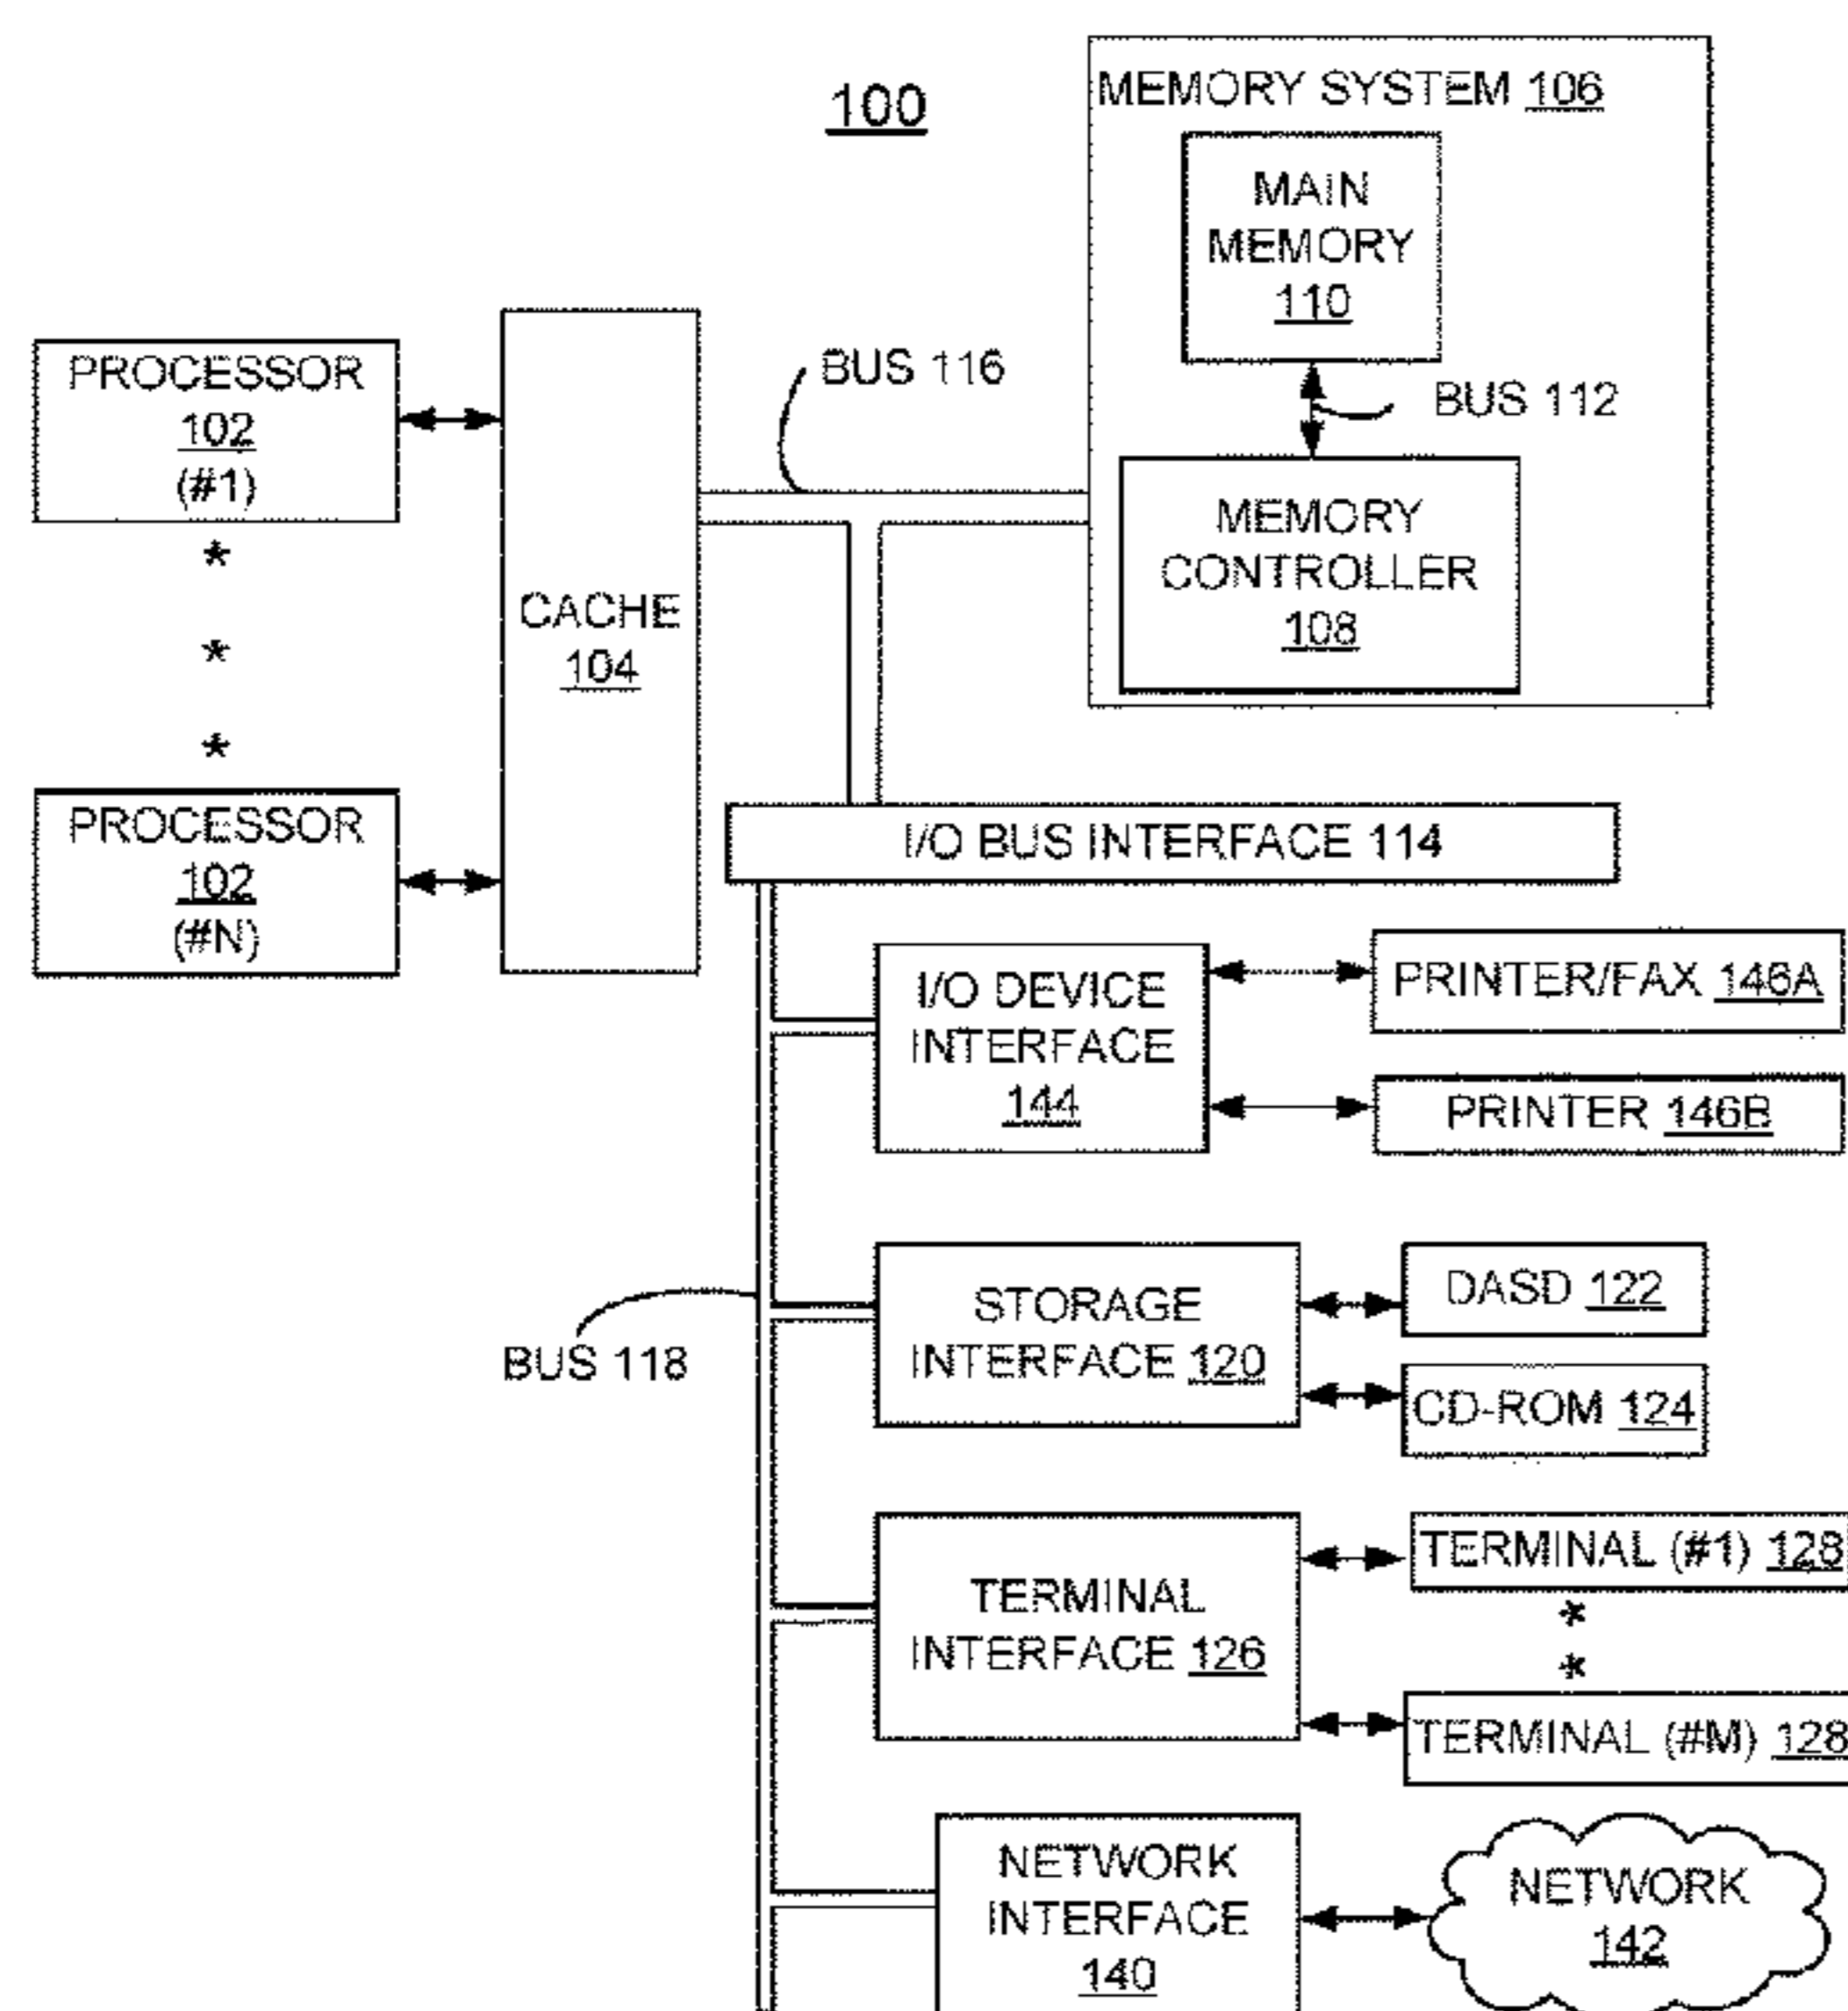 100
MEMORY SYSTEM 106
MAIN
MEMORY
110
BUS 112
MEMORY
CONTROLLER
108
BUS 116
PROCESSOR
102
(#1)
*
*
*
PROCESSOR
102
(#N)
CACHE
104
I/O BUS INTERFACE 114
I/O DEVICE
INTERFACE
144
PRINTER/FAX 146A
PRINTER 146B
BUS 118
STORAGE
INTERFACE 120
DASD 122
CD-ROM 124
TERMINAL
INTERFACE 126
TERMINAL (#1) 128
*
*
TERMINAL (#M) 128
NETWORK
INTERFACE
140
NETWORK
142